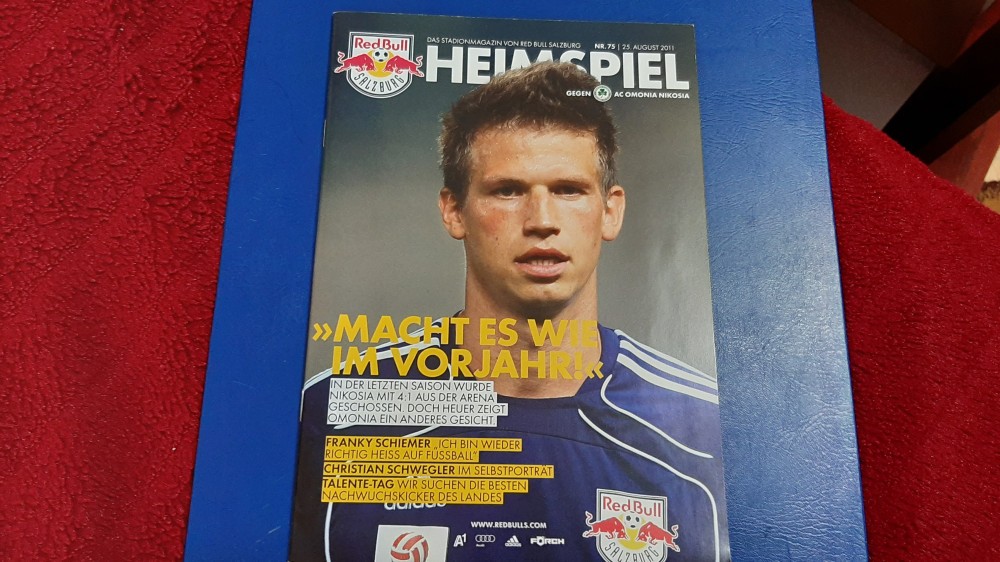 DAS STADIONMAGAZIN VON RED BULL SALZBURG NR. 75 | 25. AUGUST 2011
Red Bull
SALZBURG
HEIMSPIEL
GEGEN AC OMONIA NIKOSIA
»MACHT ES WIE
IM VORJAHR!«
IN DER LETZTEN SAISON WURDE
NIKOSIA MIT 4:1 AUS DER ARENA
GESCHOSSEN. DOCH HEUER ZEIGT
OMONIA EIN ANDERES GESICHT.
FRANKY SCHIEMER „ICH BIN WIEDER
RICHTIG HEISS AUF FUSSBALL“
CHRISTIAN SCHWEGLER IM SELBSTPORTRAT
TALENTE-TAG WIR SUCHEN DIE BESTEN
NACHWUCHSKICKER DES LANDES
adidas
WWW.REDBULLS.COM
A1 Audi adidas FÖRCH
Red Bull
SALZBURG